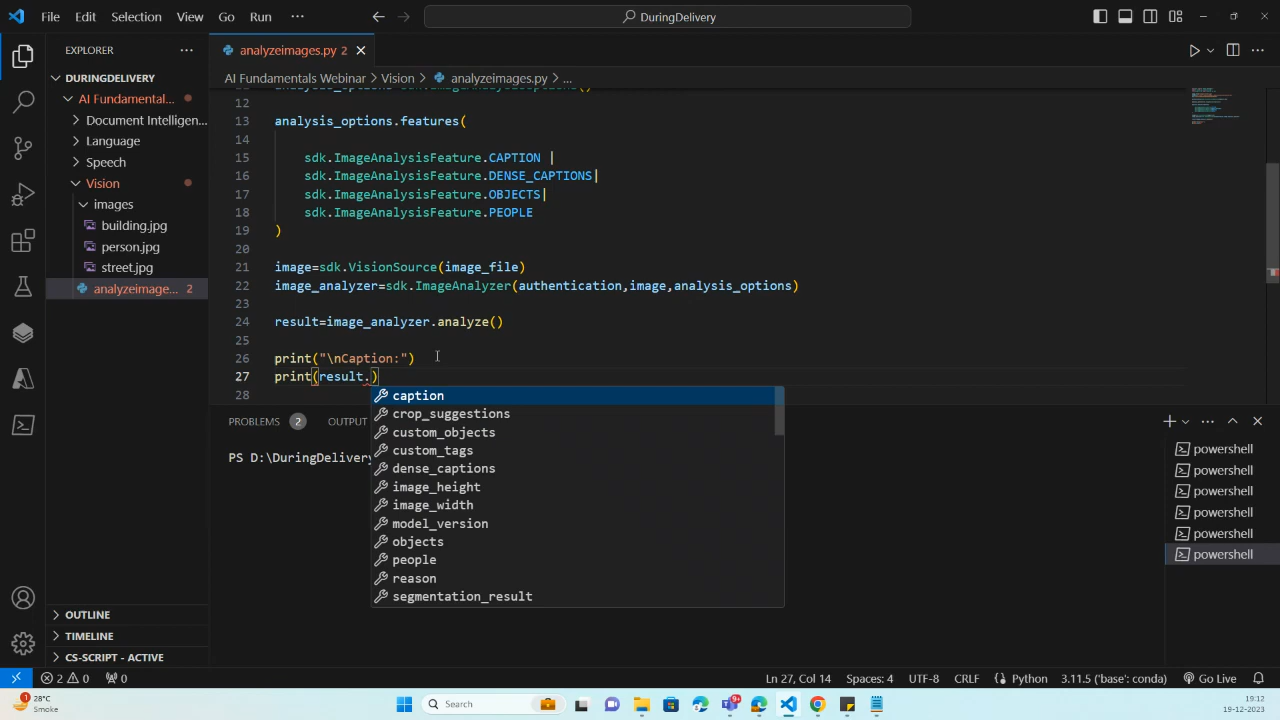 File Edit Selection View Go Run ··· DuringDelivery
EXPLORER ··· analyzeimages.py 2
DURINGDELIVERY AI Fundamentals Webinar > Vision > analyzeimages.py > ...
AI Fundamental...
Document Intelligen...
Language
Speech
Vision
images
building.jpg
person.jpg
street.jpg
analyzeimage... 2
OUTLINE
TIMELINE
CS-SCRIPT - ACTIVE
12
13 analysis_options.features(
14
15 sdk.ImageAnalysisFeature.CAPTION |
16 sdk.ImageAnalysisFeature.DENSE_CAPTIONS|
17 sdk.ImageAnalysisFeature.OBJECTS|
18 sdk.ImageAnalysisFeature.PEOPLE
19 )
20
21 image=sdk.VisionSource(image_file)
22 image_analyzer=sdk.ImageAnalyzer(authentication,image,analysis_options)
23
24 result=image_analyzer.analyze()
25
26 print("\nCaption:")
27 print(result.)
28
caption
crop_suggestions
custom_objects
custom_tags
dense_captions
image_height
image_width
model_version
objects
people
reason
segmentation_result
PROBLEMS 2 OUTPUT
PS D:\DuringDelivery
powershell
powershell
powershell
powershell
powershell
powershell
2 0 0 Ln 27, Col 14 Spaces: 4 UTF-8 CRLF Python 3.11.5 ('base': conda) Go Live
28°C
Smoke
Search
9+
19:12
19-12-2023